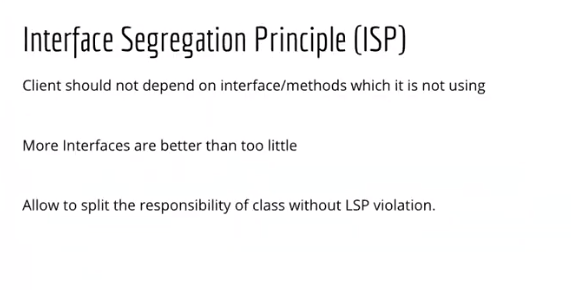 Interface Segregation Principle (ISP)
Client should not depend on interface/methods which it is not using
More Interfaces are better than too little
Allow to split the responsibility of class without LSP violation.